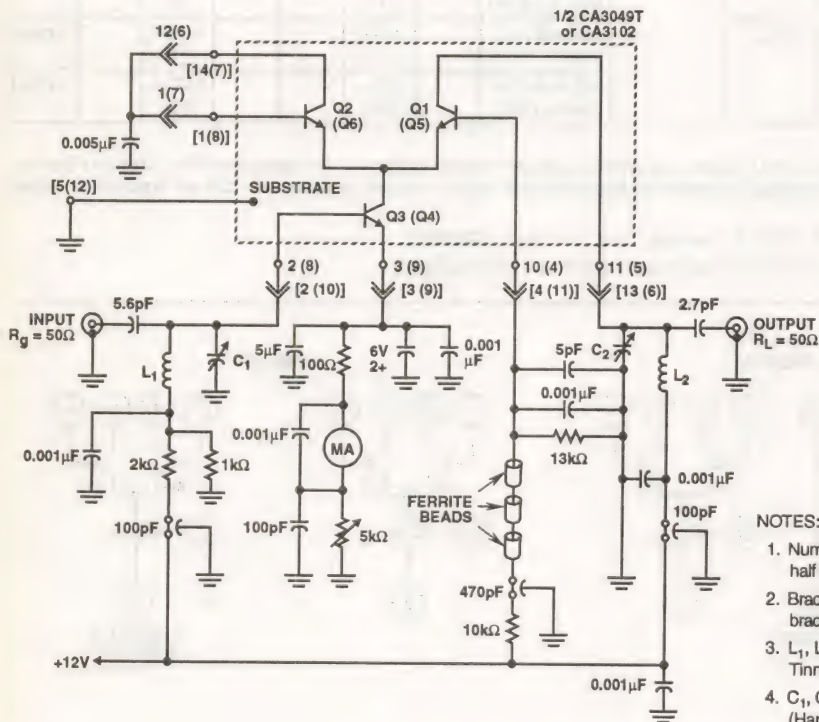 1/2 CA3049T
or CA3102
12(6)
[14(7)]
1(7)
[1(8)]
0.005µF
Q2
(Q6)
Q1
(Q5)
[5(12)]
SUBSTRATE
Q3 (Q4)
2 (8)
3 (9)
10 (4)
11 (5)
[2 (10)]
[3 (9)]
[4 (11)]
[13 (6)]
INPUT
Rg = 50Ω
5.6pF
L1
C1
5µF
100Ω
6V
2+
0.001
µF
5pF
C2
2.7pF
OUTPUT
RL = 50Ω
L2
0.001µF
13kΩ
0.001µF
2kΩ
1kΩ
0.001µF
MA
100pF
100pF
5kΩ
FERRITE
BEADS
0.001µF
100pF
470pF
10kΩ
+12V
0.001µF
NOTES:
1. Num
half
2. Brac
brac
3. L1, L
Tinn
4. C1, C
(Har